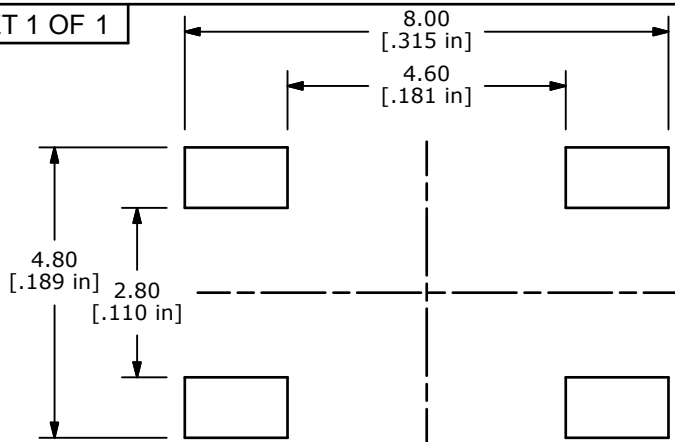 T 1 OF 1
8.00
[.315 in]
4.60
[.181 in]
4.80
[.189 in]
2.80
[.110 in]